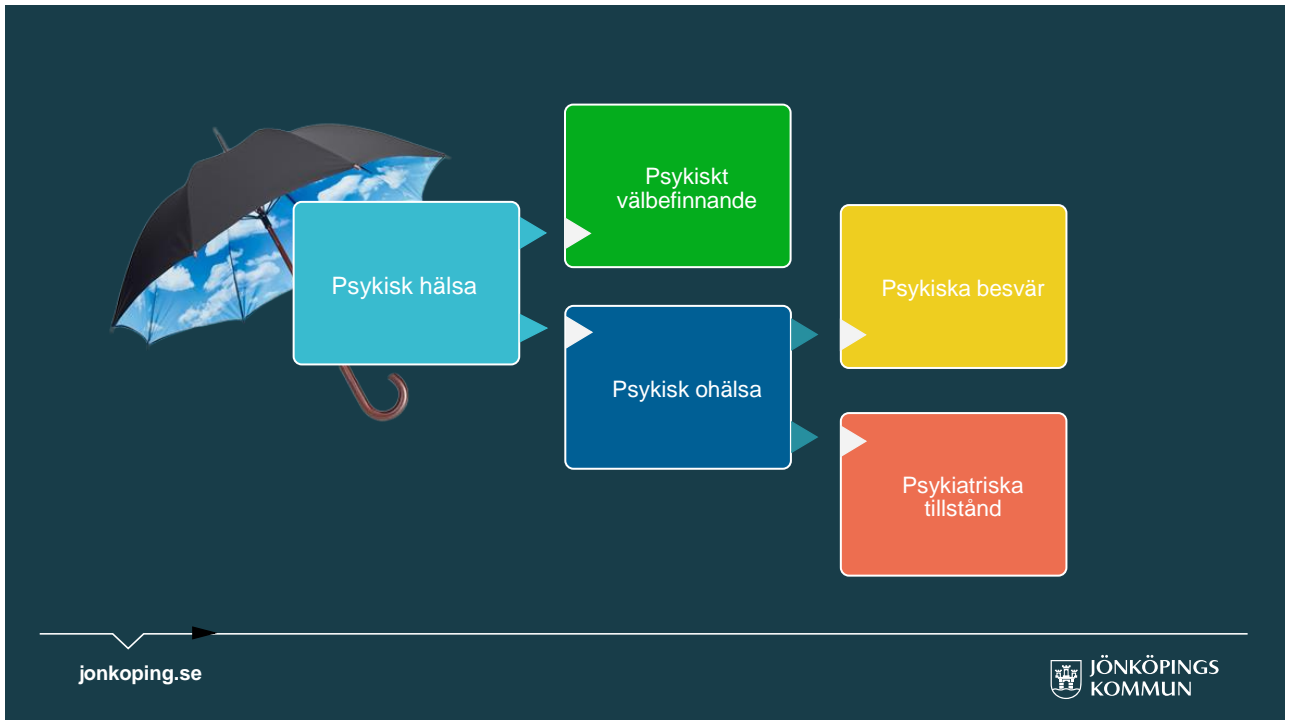 Psykisk hälsa
Psykiskt
välbefinnande
Psykisk ohälsa
Psykiska besvär
Psykiatriska
tillstånd
jonkoping.se
JÖNKÖPINGS
KOMMUN